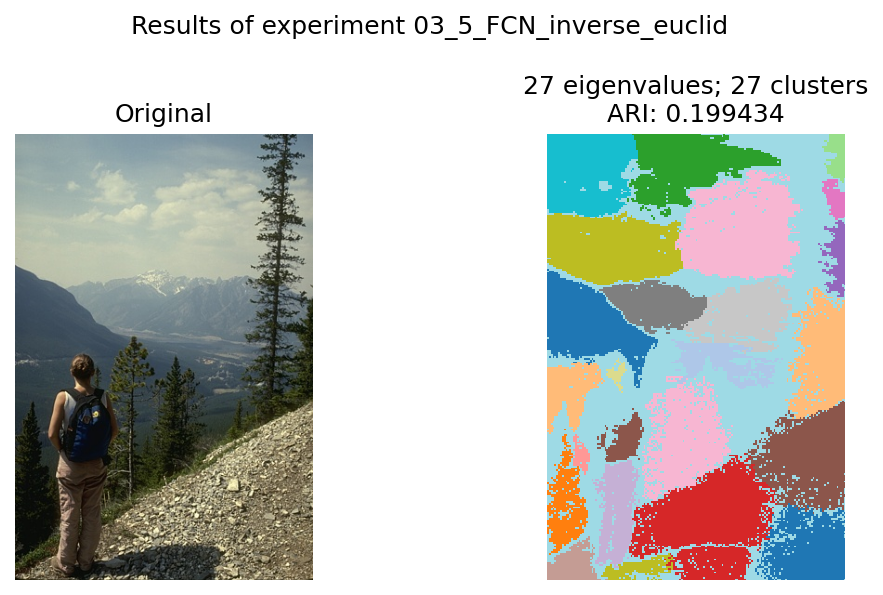 Results of experiment 03_5_FCN_inverse_euclid
Original
27 eigenvalues; 27 clusters
ARI: 0.199434